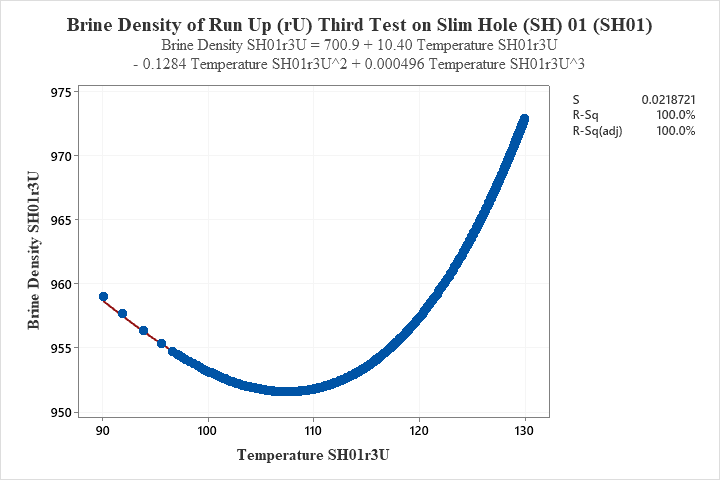 Brine Density of Run Up (rU) Third Test on Slim Hole (SH) 01 (SH01)
Brine Density SH01r3U = 700.9 + 10.40 Temperature SH01r3U
- 0.1284 Temperature SH01r3U^2 + 0.000496 Temperature SH01r3U^3
S 0.0218721
R-Sq 100.0%
R-Sq(adj) 100.0%
Brine Density SH01r3U
975
970
965
960
955
950
90 100 110 120 130
Temperature SH01r3U